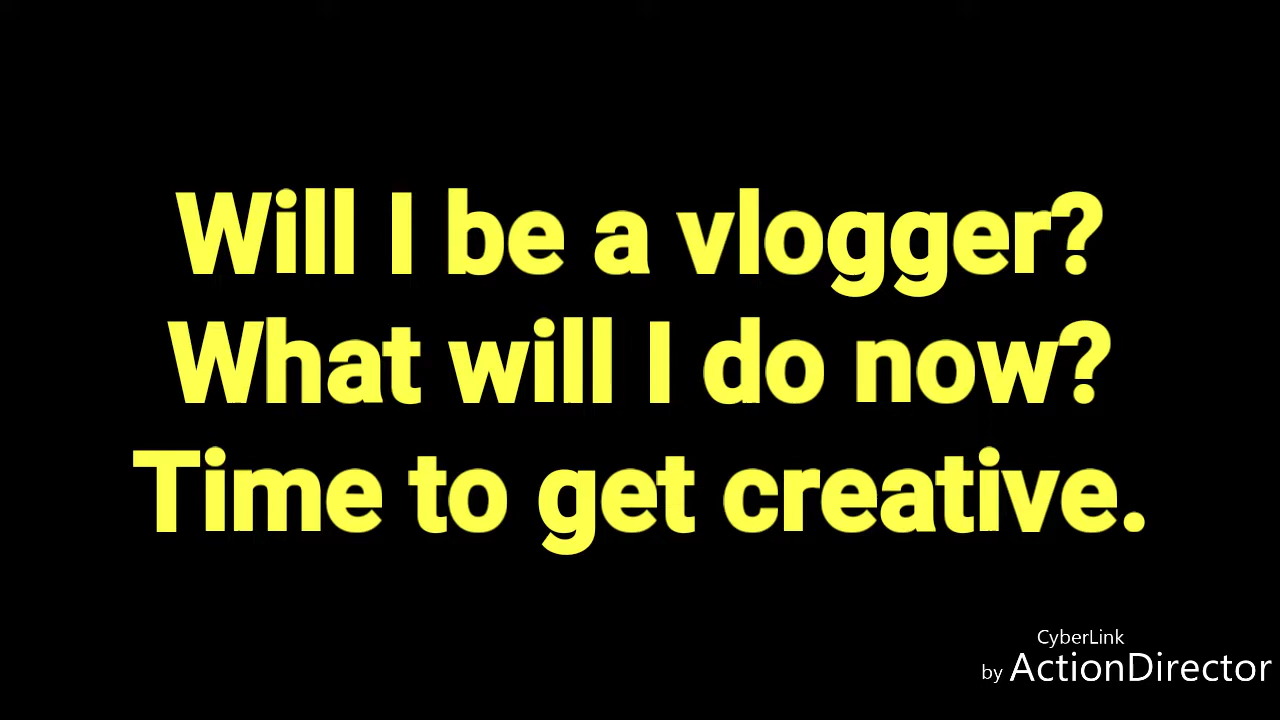 Will I be a vlogger?
What will I do now?
Time to get creative.
CyberLink
by ActionDirector